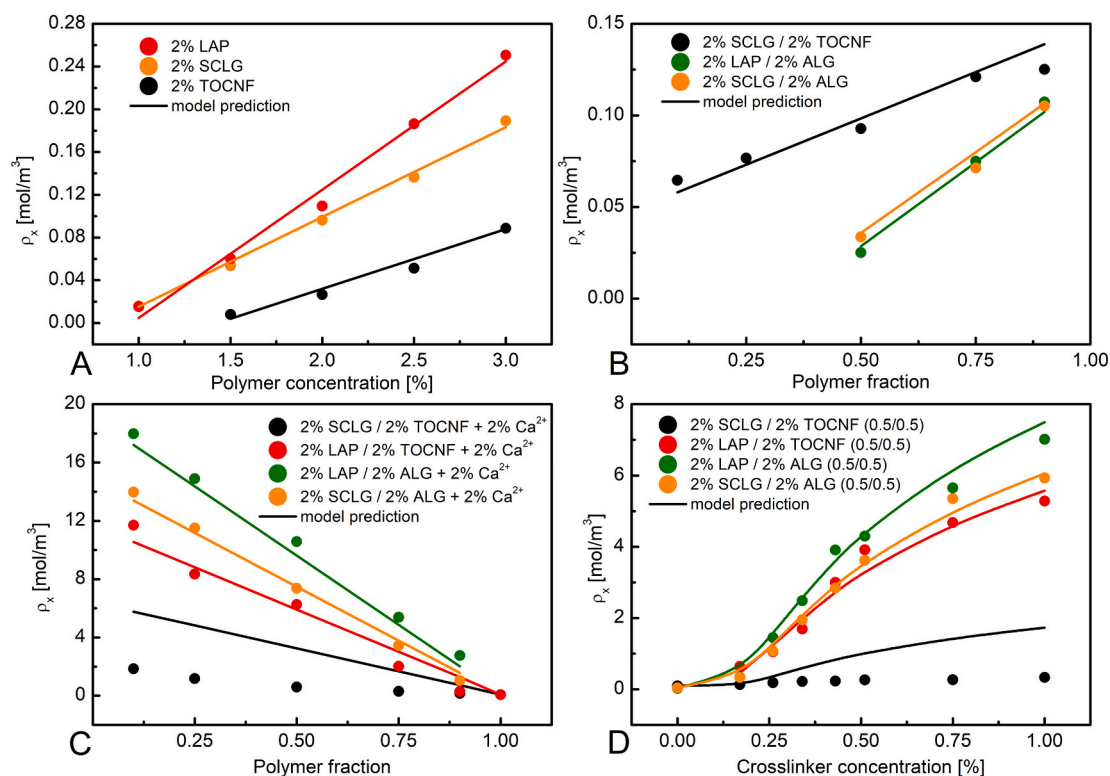 0.28
0.24
0.20
0.16
0.12
0.08
0.04
0.00
ρx [mol/m³]
2% LAP
2% SCLG
2% TOCNF
model prediction
1.0 1.5 2.0 2.5 3.0
A
Polymer concentration [%]
0.15
0.10
0.05
0.00
ρx [mol/m³]
2% SCLG / 2% TOCNF
2% LAP / 2% ALG
2% SCLG / 2% ALG
model prediction
0.25 0.50 0.75 1.00
B
Polymer fraction
20
16
12
8
4
0
ρx [mol/m³]
2% SCLG / 2% TOCNF + 2% Ca²⁺
2% LAP / 2% TOCNF + 2% Ca²⁺
2% LAP / 2% ALG + 2% Ca²⁺
2% SCLG / 2% ALG + 2% Ca²⁺
model prediction
0.25 0.50 0.75 1.00
C
Polymer fraction
8
6
4
2
0
ρx [mol/m³]
2% SCLG / 2% TOCNF (0.5/0.5)
2% LAP / 2% TOCNF (0.5/0.5)
2% LAP / 2% ALG (0.5/0.5)
2% SCLG / 2% ALG (0.5/0.5)
model prediction
0.00 0.25 0.50 0.75 1.00
D
Crosslinker concentration [%]